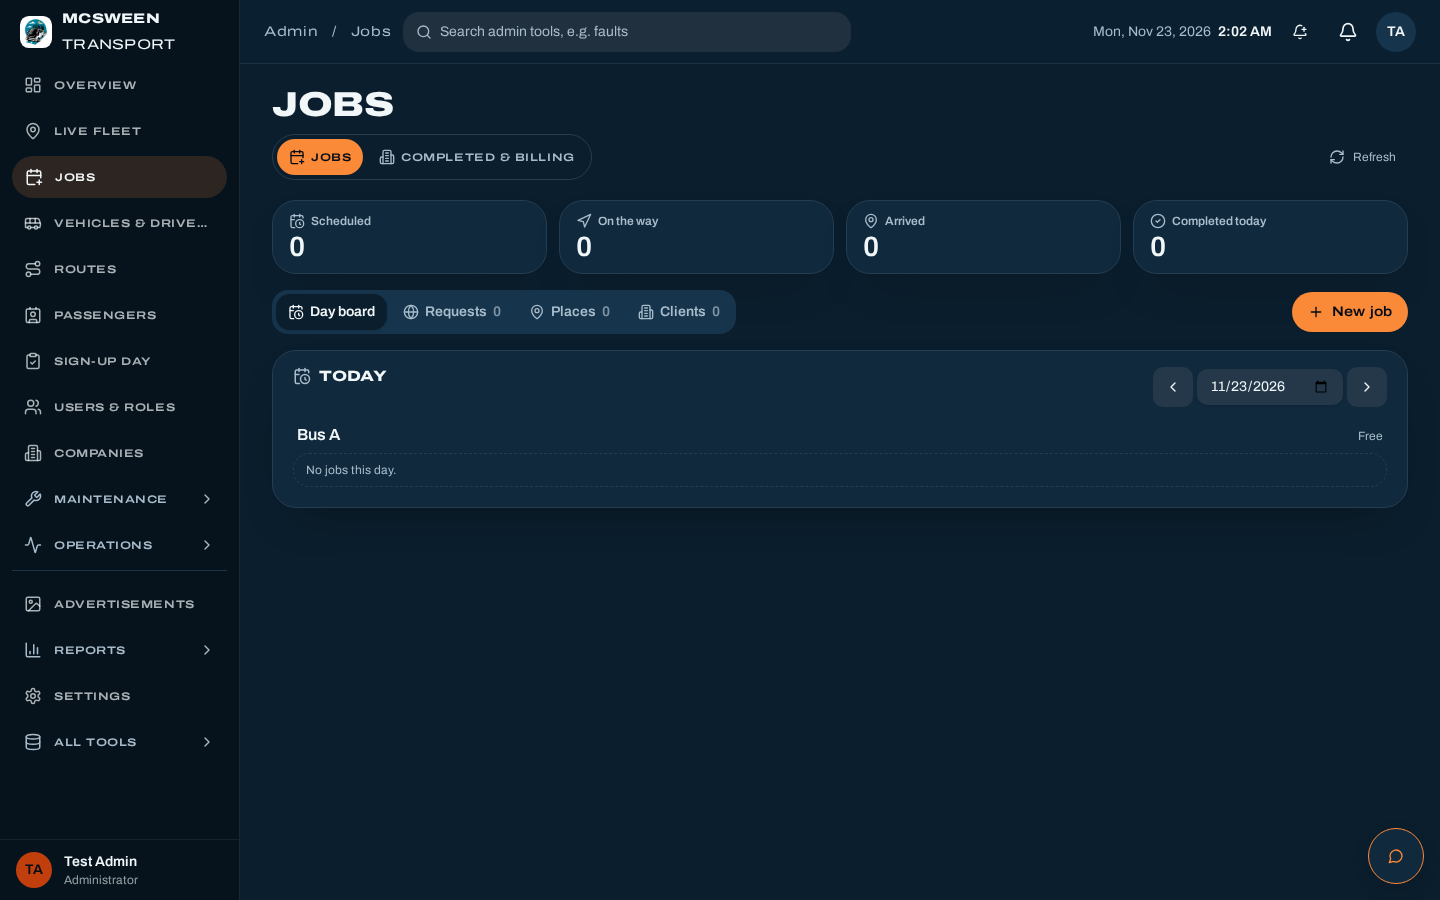 MCSWEEN
TRANSPORT
OVERVIEW
LIVE FLEET
JOBS
VEHICLES & DRIVE...
ROUTES
PASSENGERS
SIGN-UP DAY
USERS & ROLES
COMPANIES
MAINTENANCE
OPERATIONS
ADVERTISEMENTS
REPORTS
SETTINGS
ALL TOOLS
TA
Test Admin
Administrator
Admin / Jobs
Search admin tools, e.g. faults
Mon, Nov 23, 2026 2:02 AM
TA
JOBS
JOBS COMPLETED & BILLING
Refresh
Scheduled
0
On the way
0
Arrived
0
Completed today
0
Day board Requests 0 Places 0 Clients 0
New job
TODAY
11/23/2026
Bus A
Free
No jobs this day.